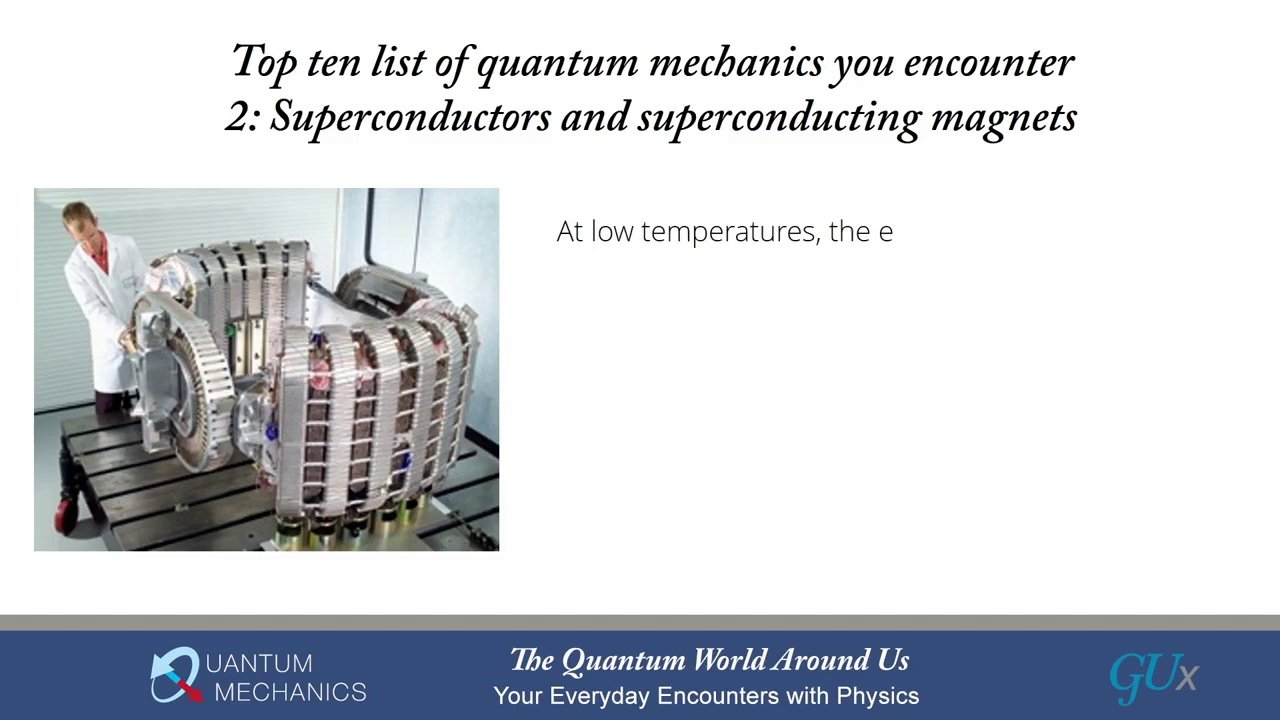 Top ten list of quantum mechanics you encounter
2: Superconductors and superconducting magnets
At low temperatures, the e
QUANTUM
MECHANICS
The Quantum World Around Us
Your Everyday Encounters with Physics
GUx